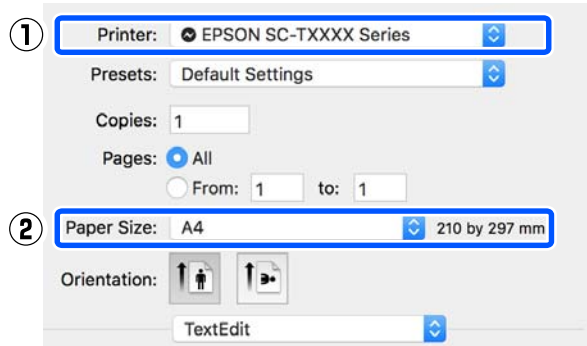 ① Printer: EPSON SC-TXXXX Series
Presets: Default Settings
Copies: 1
Pages: All
From: 1 to: 1
② Paper Size: A4 210 by 297 mm
Orientation:
TextEdit